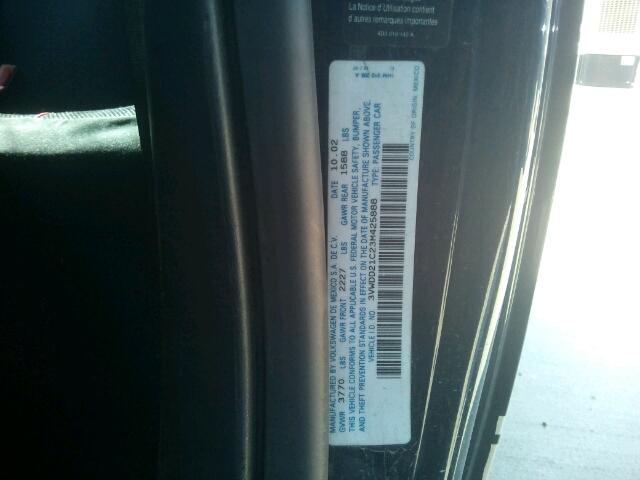 La Notice d'Utilisation contient
d'autres remarques importantes
MANUFACTURED BY VOLKSWAGEN DE MEXICO S.A. DE C.V. DATE 10.02
GVWR 3770 LBS GAWR FRONT 2227 LBS GAWR REAR 1588 LBS
THIS VEHICLE CONFORMS TO ALL APPLICABLE U.S. FEDERAL MOTOR VEHICLE SAFETY, BUMPER,
AND THEFT PREVENTION STANDARDS IN EFFECT ON THE DATE OF MANUFACTURE SHOWN ABOVE.
VEHICLE I.D. NO. 3VWDD21C23M425888 TYPE: PASSENGER CAR
COUNTRY OF ORIGIN: MEXICO